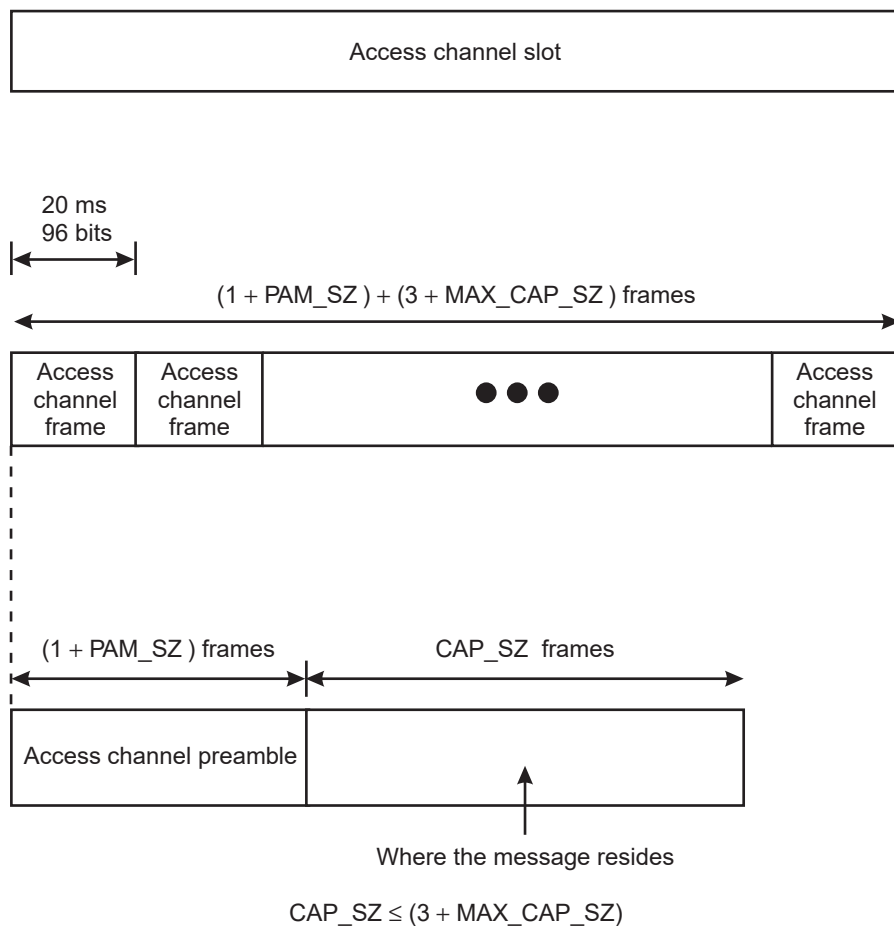 Access channel slot
20 ms
96 bits
(1 + PAM_SZ ) + (3 + MAX_CAP_SZ ) frames
Access
channel
frame
Access
channel
frame
Access
channel
frame
(1 + PAM_SZ ) frames
CAP_SZ frames
Access channel preamble
Where the message resides
CAP_SZ ≤ (3 + MAX_CAP_SZ)